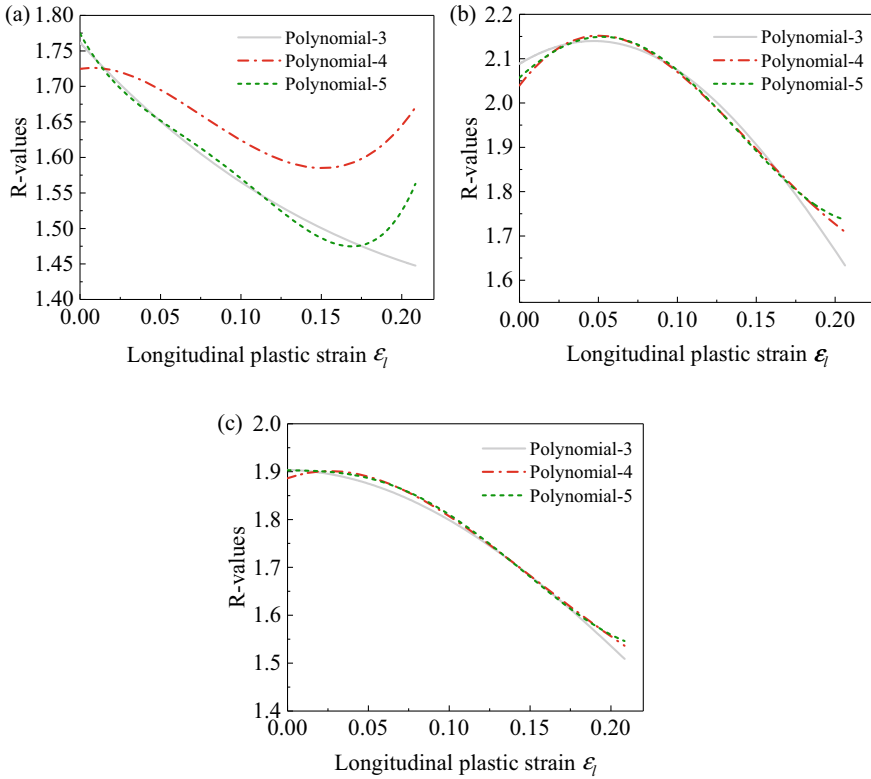 (a)
1.80
1.75
1.70
1.65
1.60
1.55
1.50
1.45
1.40
R-values
Polynomial-3
Polynomial-4
Polynomial-5
0.00 0.05 0.10 0.15 0.20
Longitudinal plastic strain ε_l
(b)
2.2
2.1
2.0
1.9
1.8
1.7
1.6
R-values
Polynomial-3
Polynomial-4
Polynomial-5
0.00 0.05 0.10 0.15 0.20
Longitudinal plastic strain ε_l
(c)
2.0
1.9
1.8
1.7
1.6
1.5
1.4
R-values
Polynomial-3
Polynomial-4
Polynomial-5
0.00 0.05 0.10 0.15 0.20
Longitudinal plastic strain ε_l